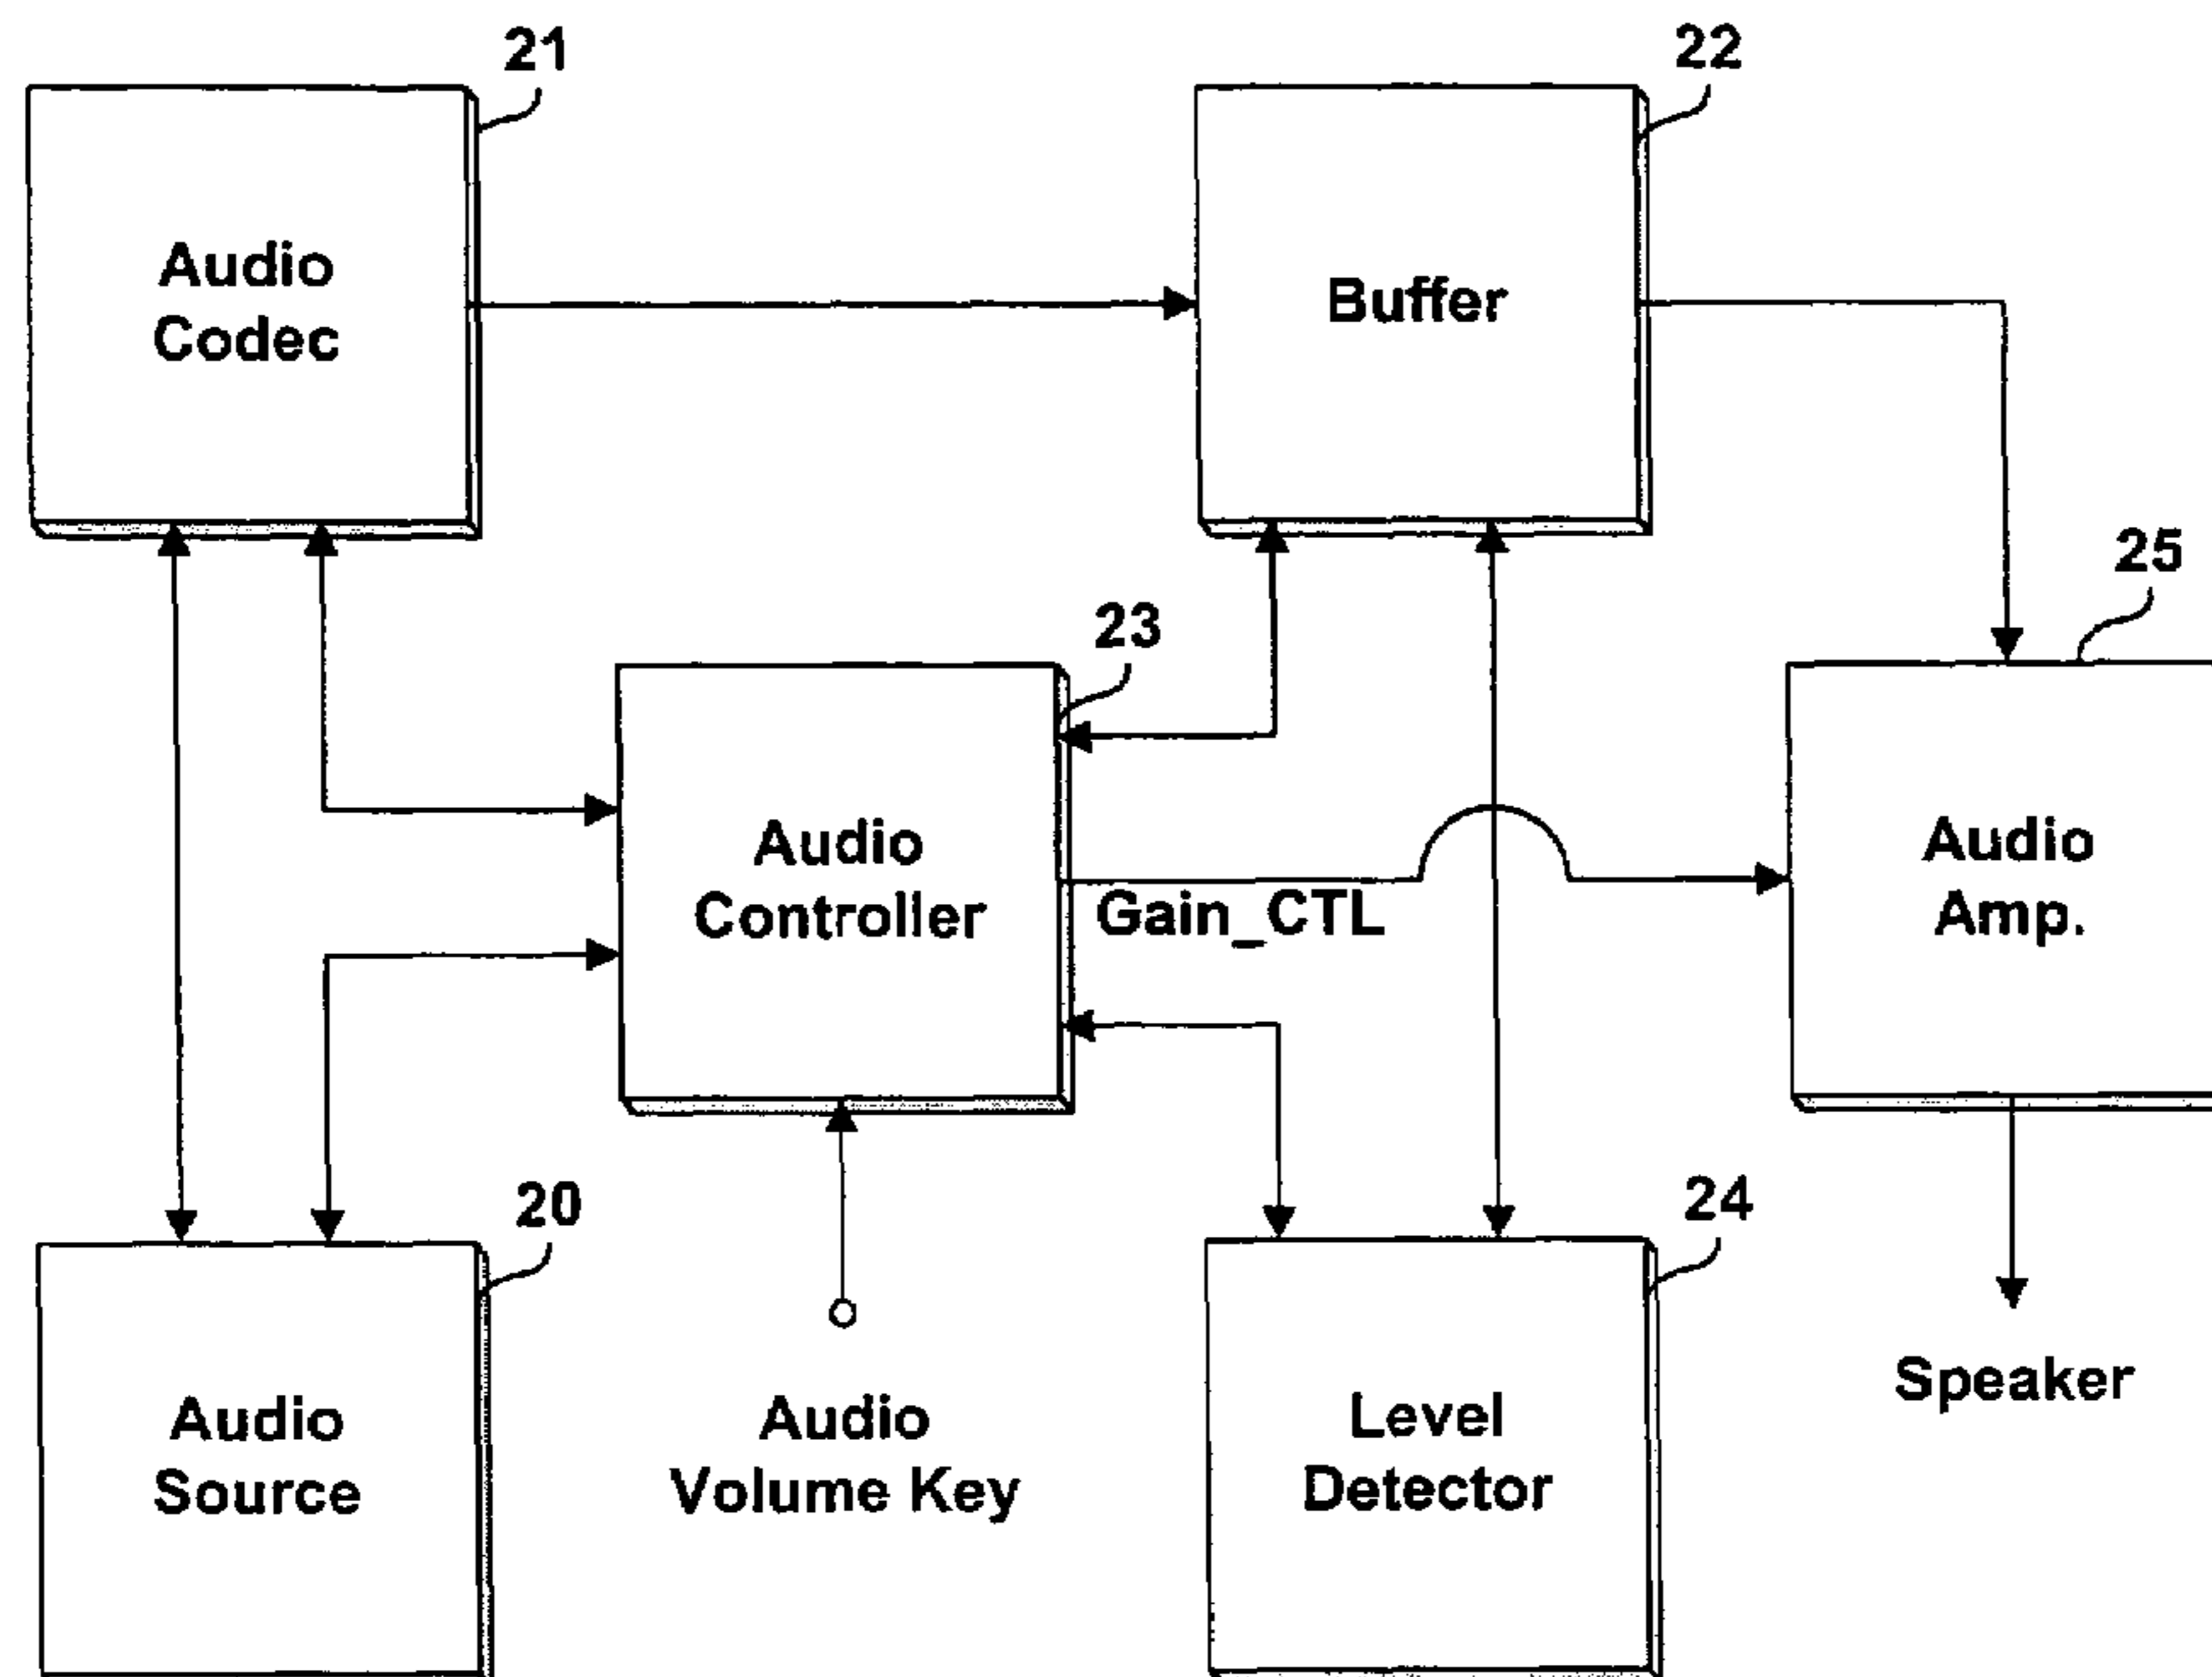 21
22
Audio
Codec
Buffer
23
25
Audio
Controller
Gain_CTL
Audio
Amp.
20
24
Audio
Source
Audio
Volume Key
Level
Detector
Speaker